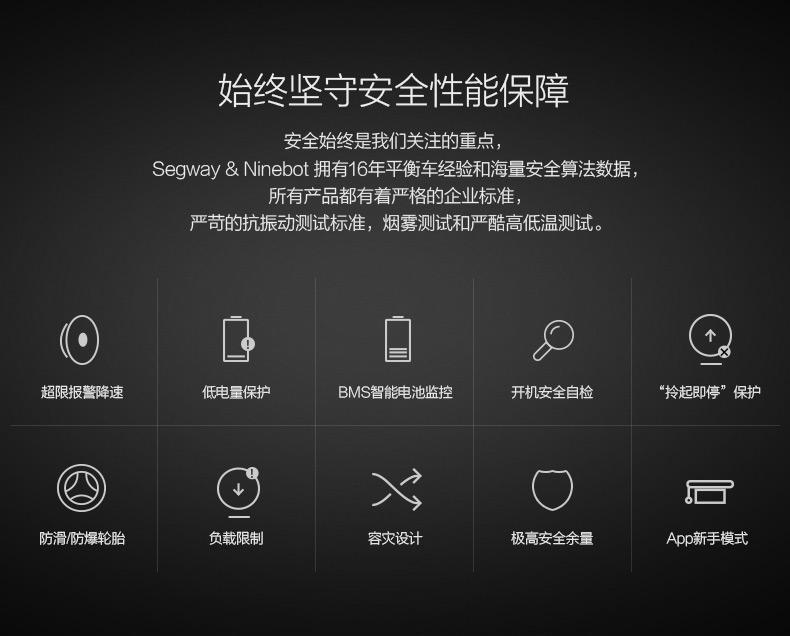 始终坚守安全性能保障
安全始终是我们关注的重点，
Segway & Ninebot 拥有16年平衡车经验和海量安全算法数据，
所有产品都有着严格的企业标准，
严苛的抗振动测试标准，烟雾测试和严酷高低温测试。
超限报警降速
低电量保护
BMS智能电池监控
开机安全自检
“拎起即停”保护
防滑/防爆轮胎
负载限制
容灾设计
极高安全余量
App新手模式